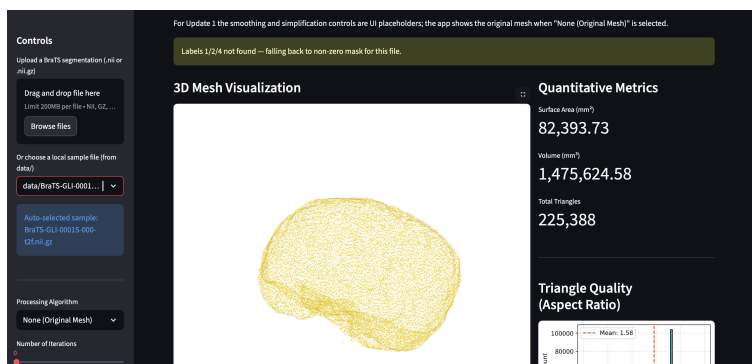 Controls
Upload a BraTS segmentation (.nii or
.nii.gz)
Drag and drop file here
Limit 200MB per file • NII, GZ, ...
Browse files
Or choose a local sample file (from
data/)
data/BraTS-GLI-0001...
Auto-selected sample:
BraTS-GLI-00015-000-
t2f.nii.gz
Processing Algorithm
None (Original Mesh)
Number of Iterations
0
For Update 1 the smoothing and simplification controls are UI placeholders; the app shows the original mesh when "None (Original Mesh)" is selected.
Labels 1/2/4 not found — falling back to non-zero mask for this file.
3D Mesh Visualization
Quantitative Metrics
Surface Area (mm²)
82,393.73
Volume (mm³)
1,475,624.58
Total Triangles
225,388
Triangle Quality
(Aspect Ratio)
100000
Mean: 1.58
80000